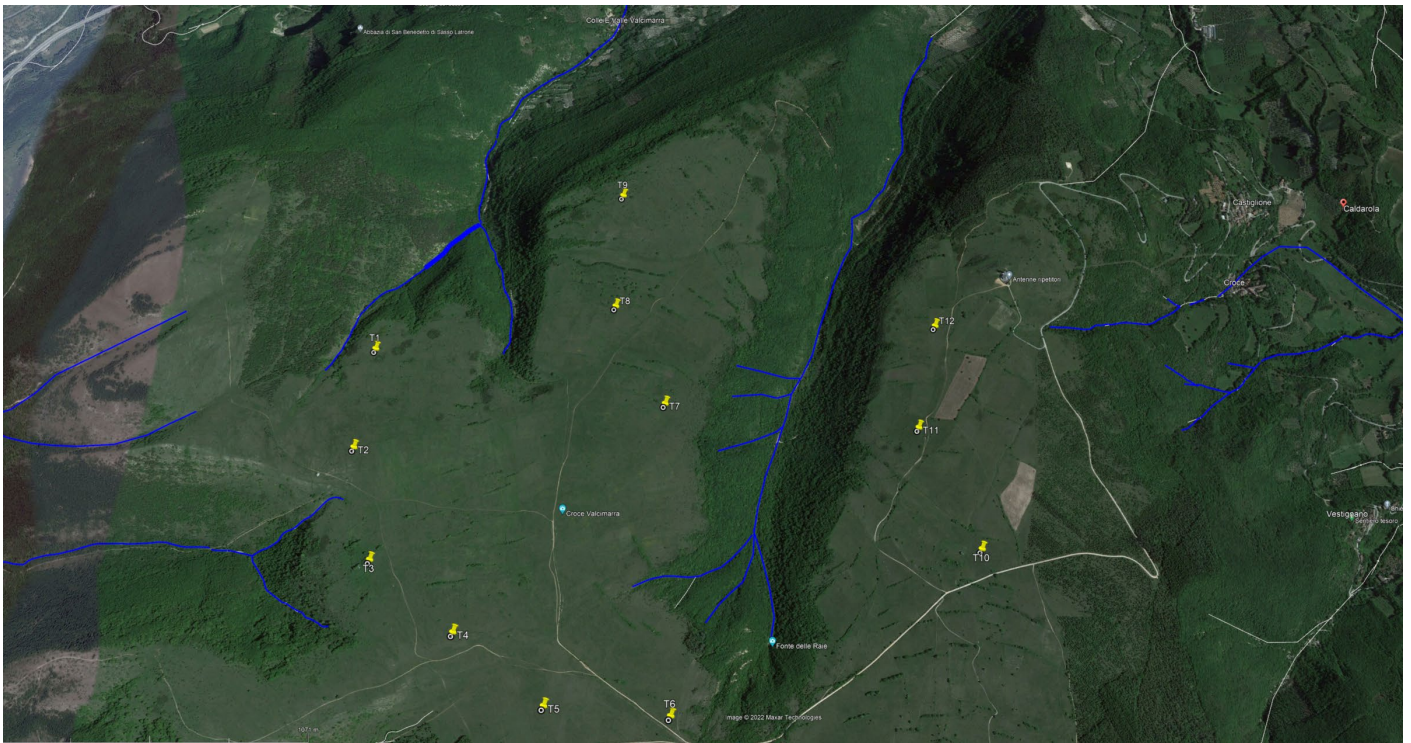 Colle E Valle Valcimarra
Abbazia di San Benedetto di Sasso Latrone
T9
Castiglione
Caldarola
Antenne ripetitori
Croce
T8
T12
T1
T7
T11
T2
Croce Valcimarra
Vestignano
T10
T3
T4
Fonte delle Raie
T5
T6
Image © 2022 Maxar Technologies
1071 m